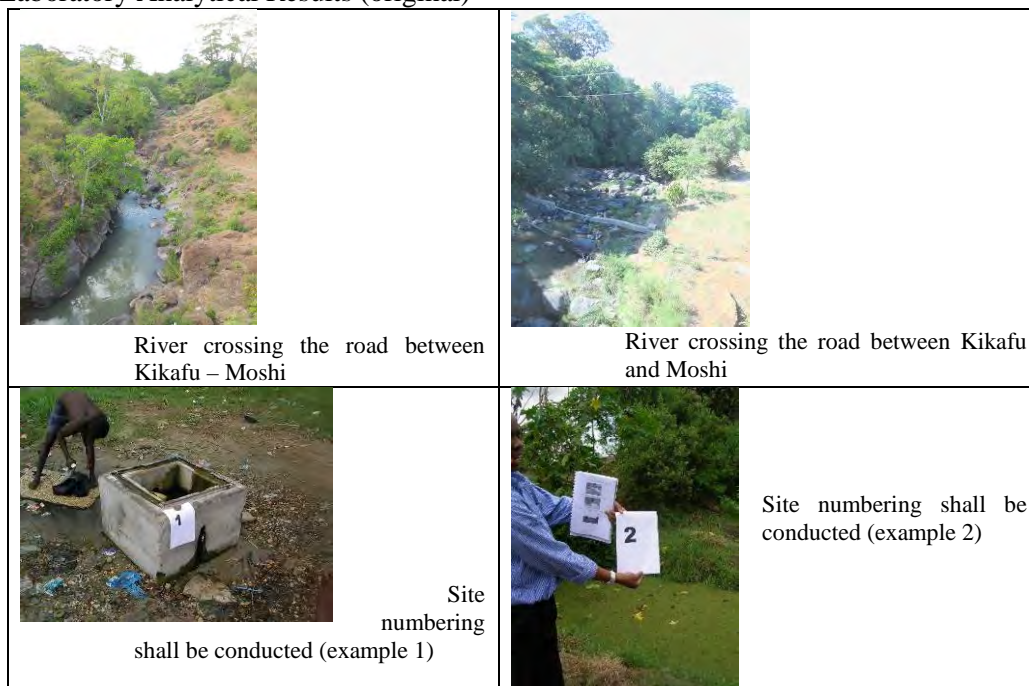 Laboratory Analytical Results (original)
River crossing the road between
Kikafu – Moshi
River crossing the road between Kikafu
and Moshi
1
Site
numbering
shall be conducted (example 1)
2
Site numbering shall be
conducted (example 2)